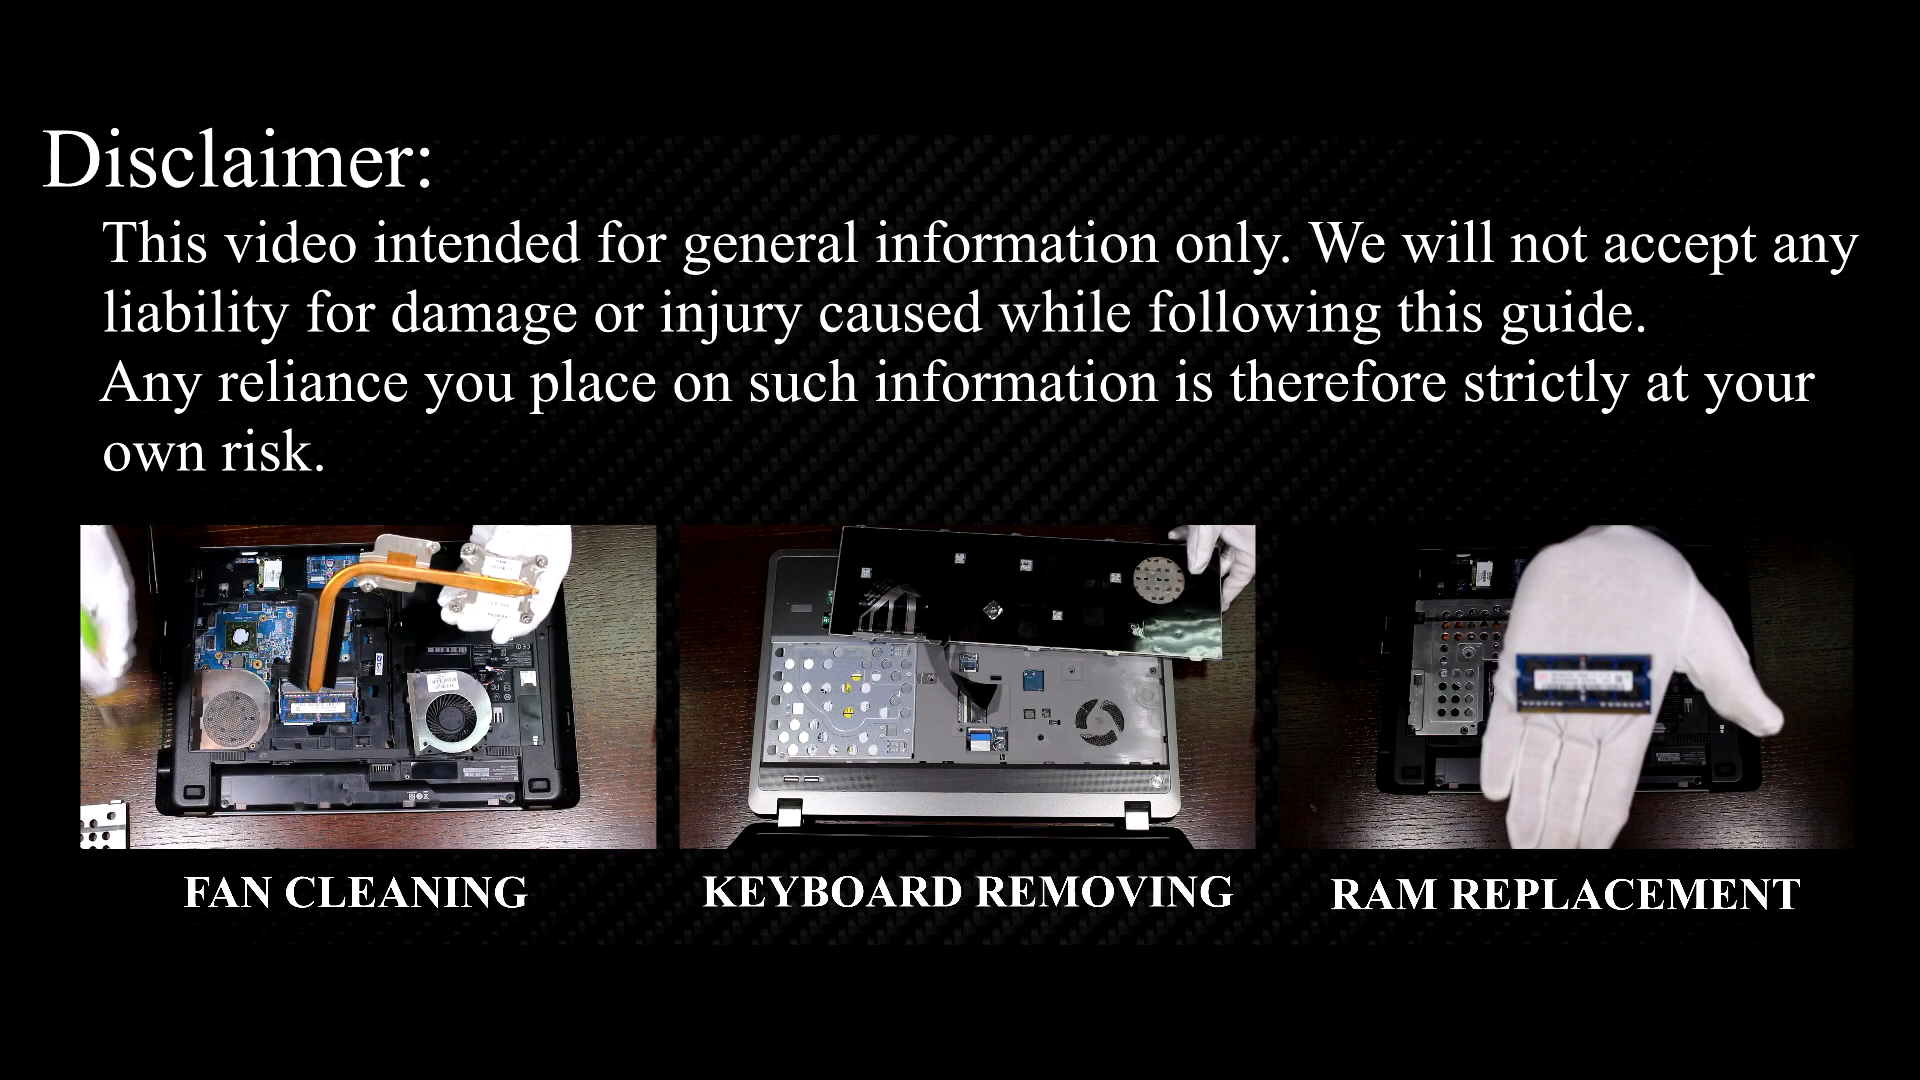 Disclaimer:
This video intended for general information only. We will not accept any
liability for damage or injury caused while following this guide.
Any reliance you place on such information is therefore strictly at your
own risk.
FAN CLEANING
KEYBOARD REMOVING
RAM REPLACEMENT